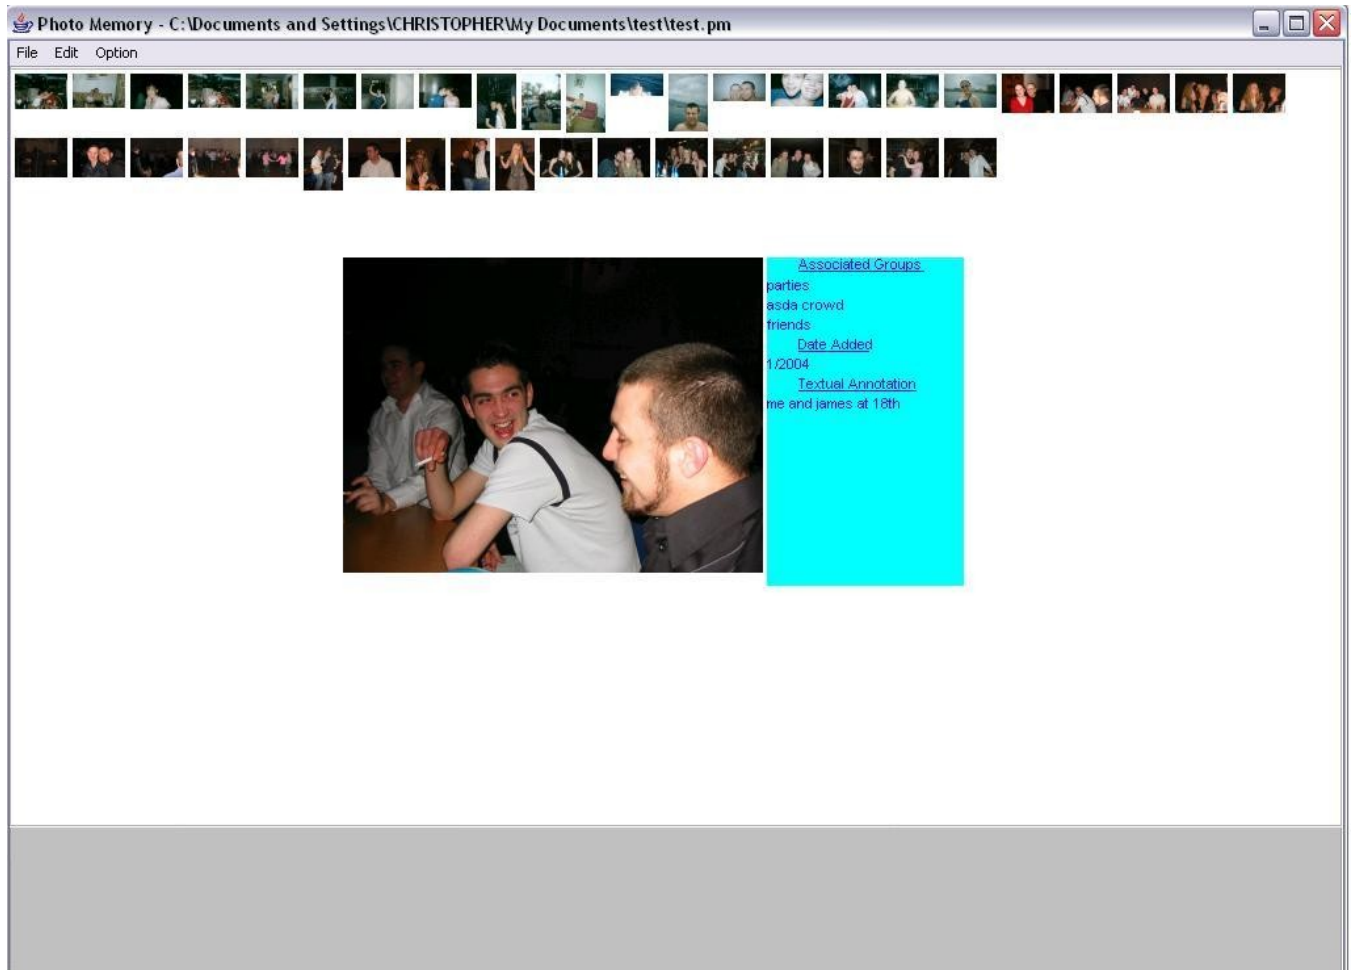 Photo Memory - C:\Documents and Settings\CHRISTOPHER\My Documents\test\test.pm
File Edit Option
Associated Groups
parties
asda crowd
friends
Date Added
1/2004
Textual Annotation
me and james at 18th